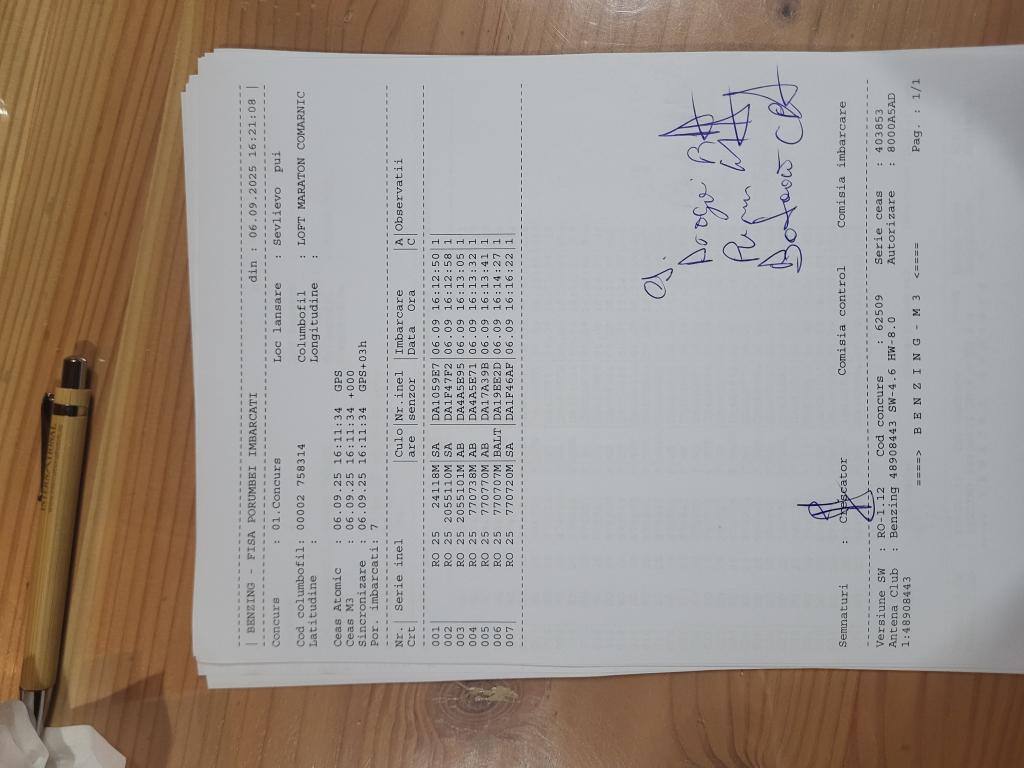 | BENZING - FISA PORUMBEI IMBARCATI din : 06.09.2025 16:21:08 |
Concurs : 01.Concurs Loc lansare : Sevlievo pui
Cod columbofil: 00002 758314 Columbofil : LOFT MARATON COMARNIC
Latitudine : Longitudine :
Ceas Atomic : 06.09.25 16:11:34 GPS
Ceas M3 : 06.09.25 16:11:34 +000
Sincronizare : 06.09.25 16:11:34 GPS+03h
Por. imbarcati: 7
Nr.| Serie inel |Culo|Nr.inel |Imbarcare |A|Observatii
Crt| |are |senzor |Data Ora |C|
001| RO 25 24118M|SA |DA1059E7|06.09 16:12:50|1|
002| RO 25 2055110M|SA |DA1F47F2|06.09 16:12:58|1|
003| RO 25 2055101M|AB |DA4A5E95|06.09 16:13:05|1|
004| RO 25 770738M|AB |DA4A5E71|06.09 16:13:32|1|
005| RO 25 770770M|AB |DA17A39B|06.09 16:13:41|1|
006| RO 25 770707M|BALT|DA19EE2D|06.09 16:14:27|1|
007| RO 25 770720M|SA |DA1F46AF|06.09 16:16:22|1|
Semnaturi : Crescator Comisia control Comisia imbarcare
Versiune SW : RO-1.12 Cod concurs : 62509 Serie ceas : 403853
Antena Club : Benzing 48908443 SW-4.6 HW-8.0 Autorizare : 8000A5AD
1:48908443
====> B E N Z I N G - M 3 <==== Pag. : 1/1
INTERNATIONAL